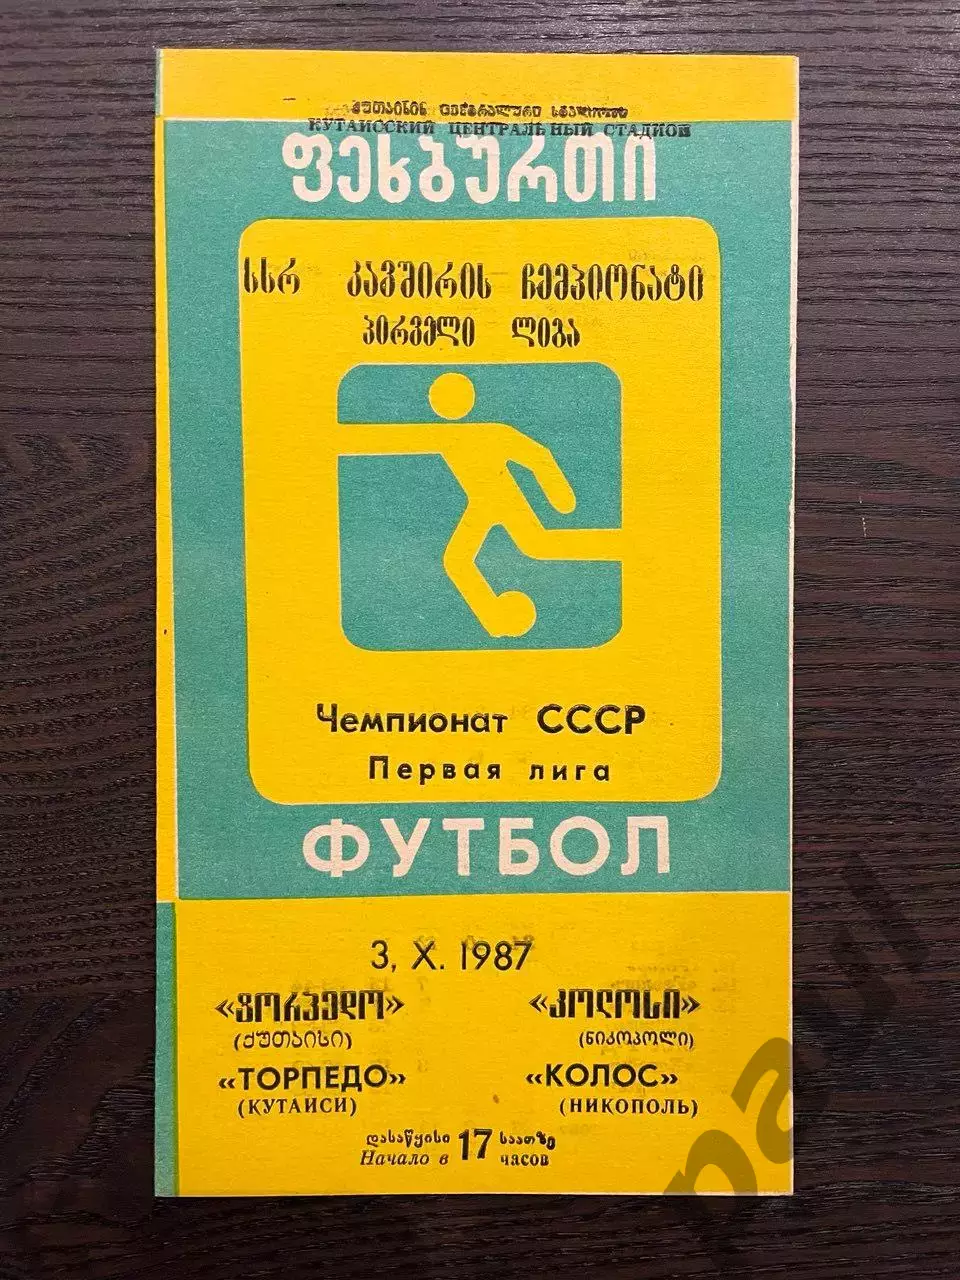 ქუთაისის ცენტრალური სტადიონი
КУТАИССКИЙ ЦЕНТРАЛЬНЫЙ СТАДИОН
ფეხბურთი
სსრ კავშირის ჩემპიონატი
პირველი ლიგა
Чемпионат СССР
Первая лига
ФУТБОЛ
3, X. 1987
«ტორპედო» «კოლოსი»
(ქუთაისი) (ნიკოპოლი)
«ТОРПЕДО» «КОЛОС»
(КУТАИСИ) (НИКОПОЛЬ)
დასაწყისი 17 საათზე
Начало в 17 часов
paul